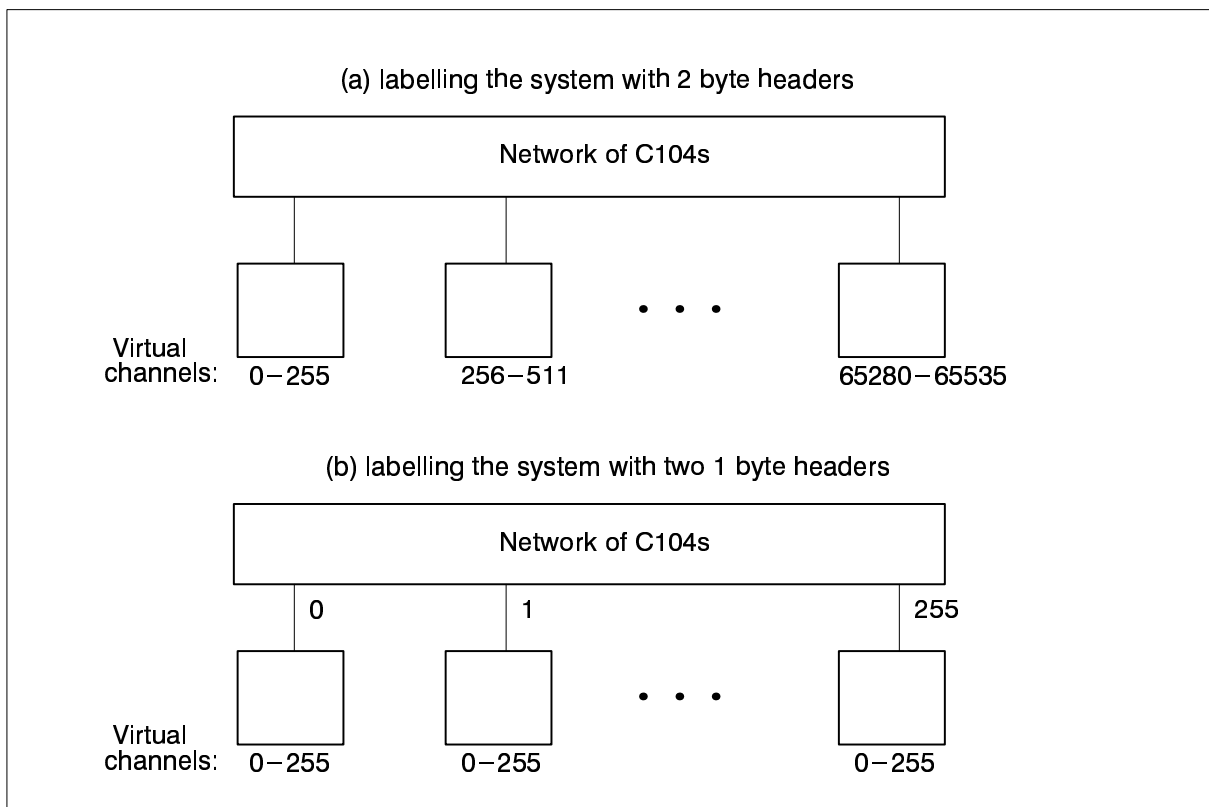 (a) labelling the system with 2 byte headers
Network of C104s
Virtual
channels:
0–255
256–511
65280–65535
(b) labelling the system with two 1 byte headers
Network of C104s
0
1
255
Virtual
channels:
0–255
0–255
0–255